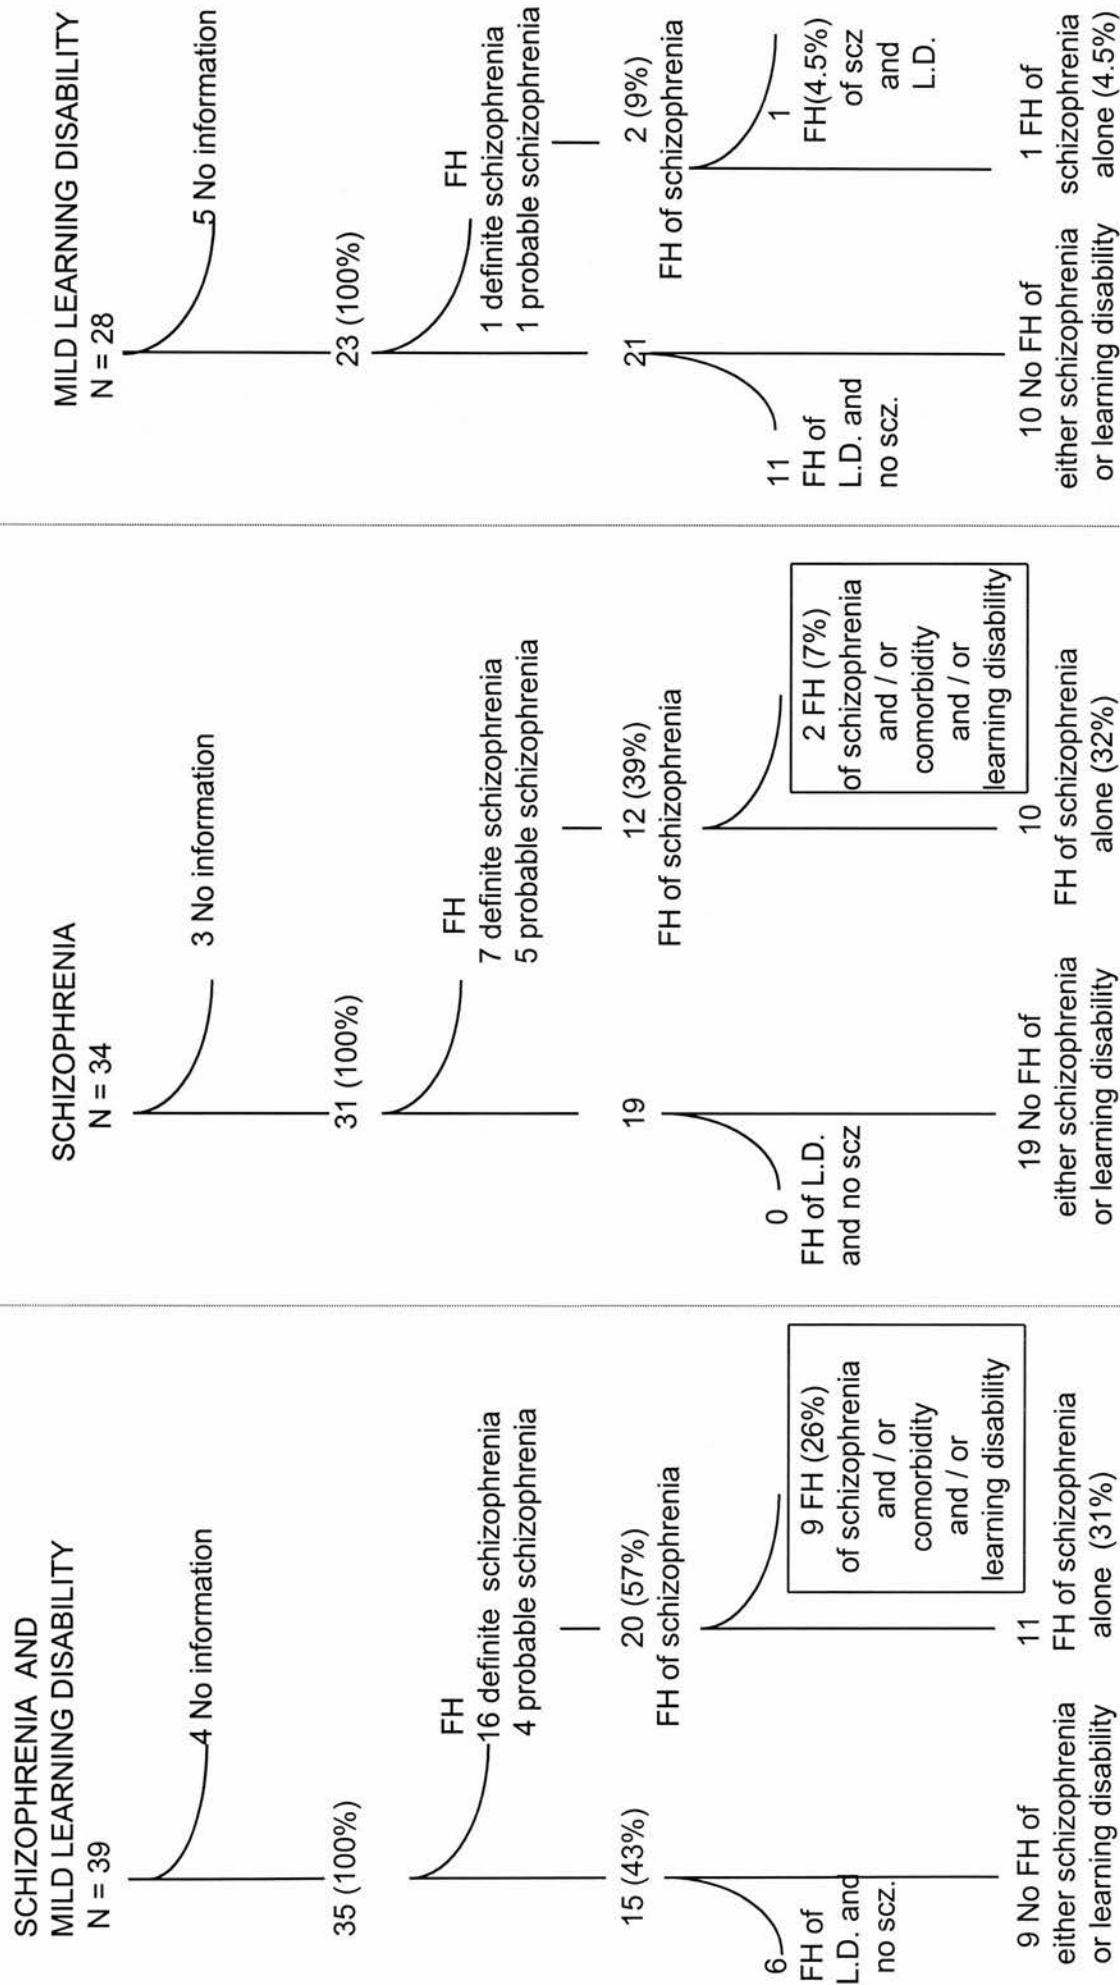 SCHIZOPHRENIA AND
MILD LEARNING DISABILITY
N = 39
4 No information
35 (100%)
FH
16 definite schizophrenia
4 probable schizophrenia
15 (43%)
20 (57%)
FH of schizophrenia
6
FH of
L.D. and
no scz.
9 FH (26%)
of schizophrenia
and / or
comorbidity
and / or
learning disability
9 No FH of
either schizophrenia
or learning disability
11
FH of schizophrenia
alone (31%)
SCHIZOPHRENIA
N = 34
3 No information
31 (100%)
FH
7 definite schizophrenia
5 probable schizophrenia
19
12 (39%)
FH of schizophrenia
0
FH of L.D.
and no scz
2 FH (7%)
of schizophrenia
and / or
comorbidity
and / or
learning disability
19 No FH of
either schizophrenia
or learning disability
10
FH of schizophrenia
alone (32%)
MILD LEARNING DISABILITY
N = 28
5 No information
23 (100%)
FH
1 definite schizophrenia
1 probable schizophrenia
21
2 (9%)
FH of schizophrenia
11
FH of
L.D. and
no scz.
1
FH(4.5%)
of scz
and
L.D.
10 No FH of
either schizophrenia
or learning disability
1 FH of
schizophrenia
alone (4.5%)